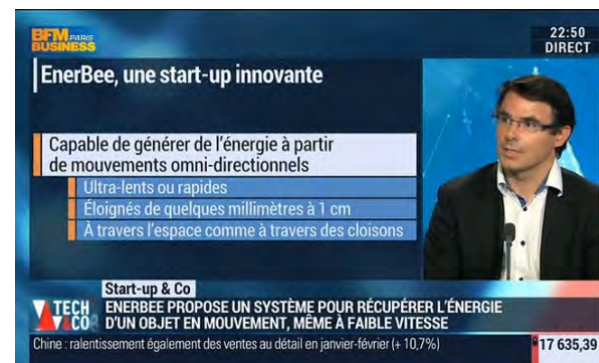 BFM PARIS
BUSINESS
22:50
DIRECT
EnerBee, une start-up innovante
Capable de générer de l'énergie à partir
de mouvements omni-directionnels
Ultra-lents ou rapides
Éloignés de quelques millimètres à 1 cm
À travers l'espace comme à travers des cloisons
Start-up & Co
TECH
&CO
ENERBEE PROPOSE UN SYSTÈME POUR RÉCUPÉRER L'ÉNERGIE
D'UN OBJET EN MOUVEMENT, MÊME À FAIBLE VITESSE
Chine : ralentissement également des ventes au détail en janvier-février (+ 10,7%)
17 635,39